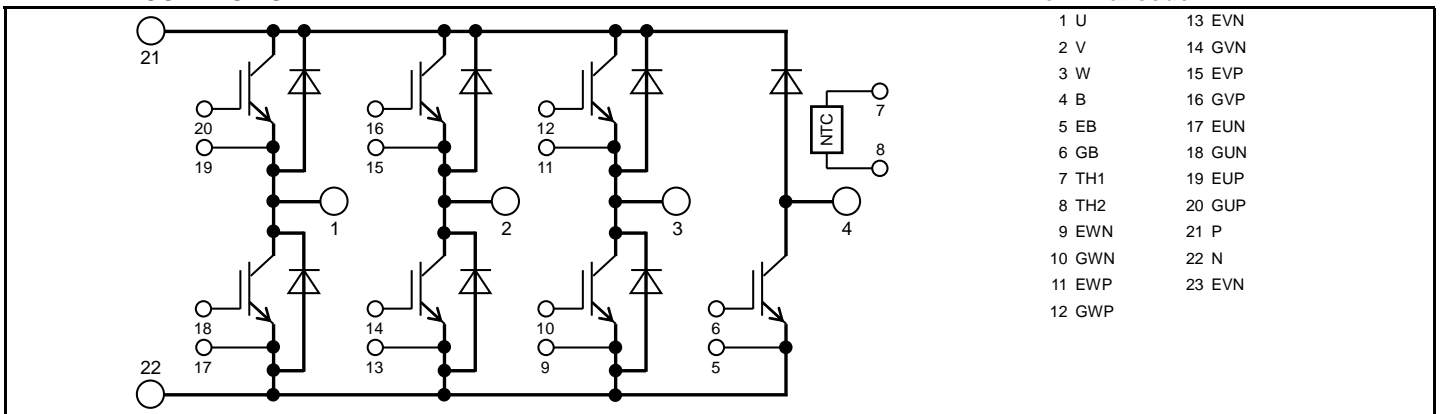 21
20
19
16
15
12
11
NTC
7
8
1
2
3
4
18
17
14
13
10
9
6
5
22
1 U
2 V
3 W
4 B
5 EB
6 GB
7 TH1
8 TH2
9 EWN
10 GWN
11 EWP
12 GWP
13 EVN
14 GVN
15 EVP
16 GVP
17 EUN
18 GUN
19 EUP
20 GUP
21 P
22 N
23 EVN